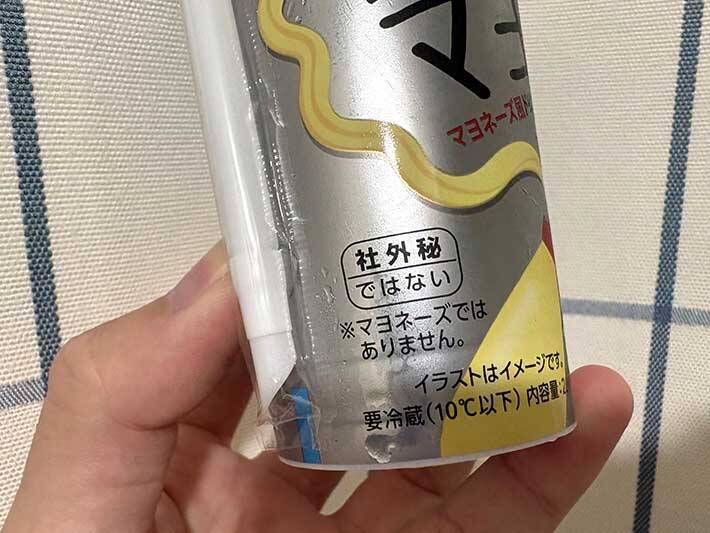 マヨ
マヨネーズ風ド
社外秘
ではない
※マヨネーズでは
ありません。
イラストはイメージです。
要冷蔵(10℃以下) 内容量:2